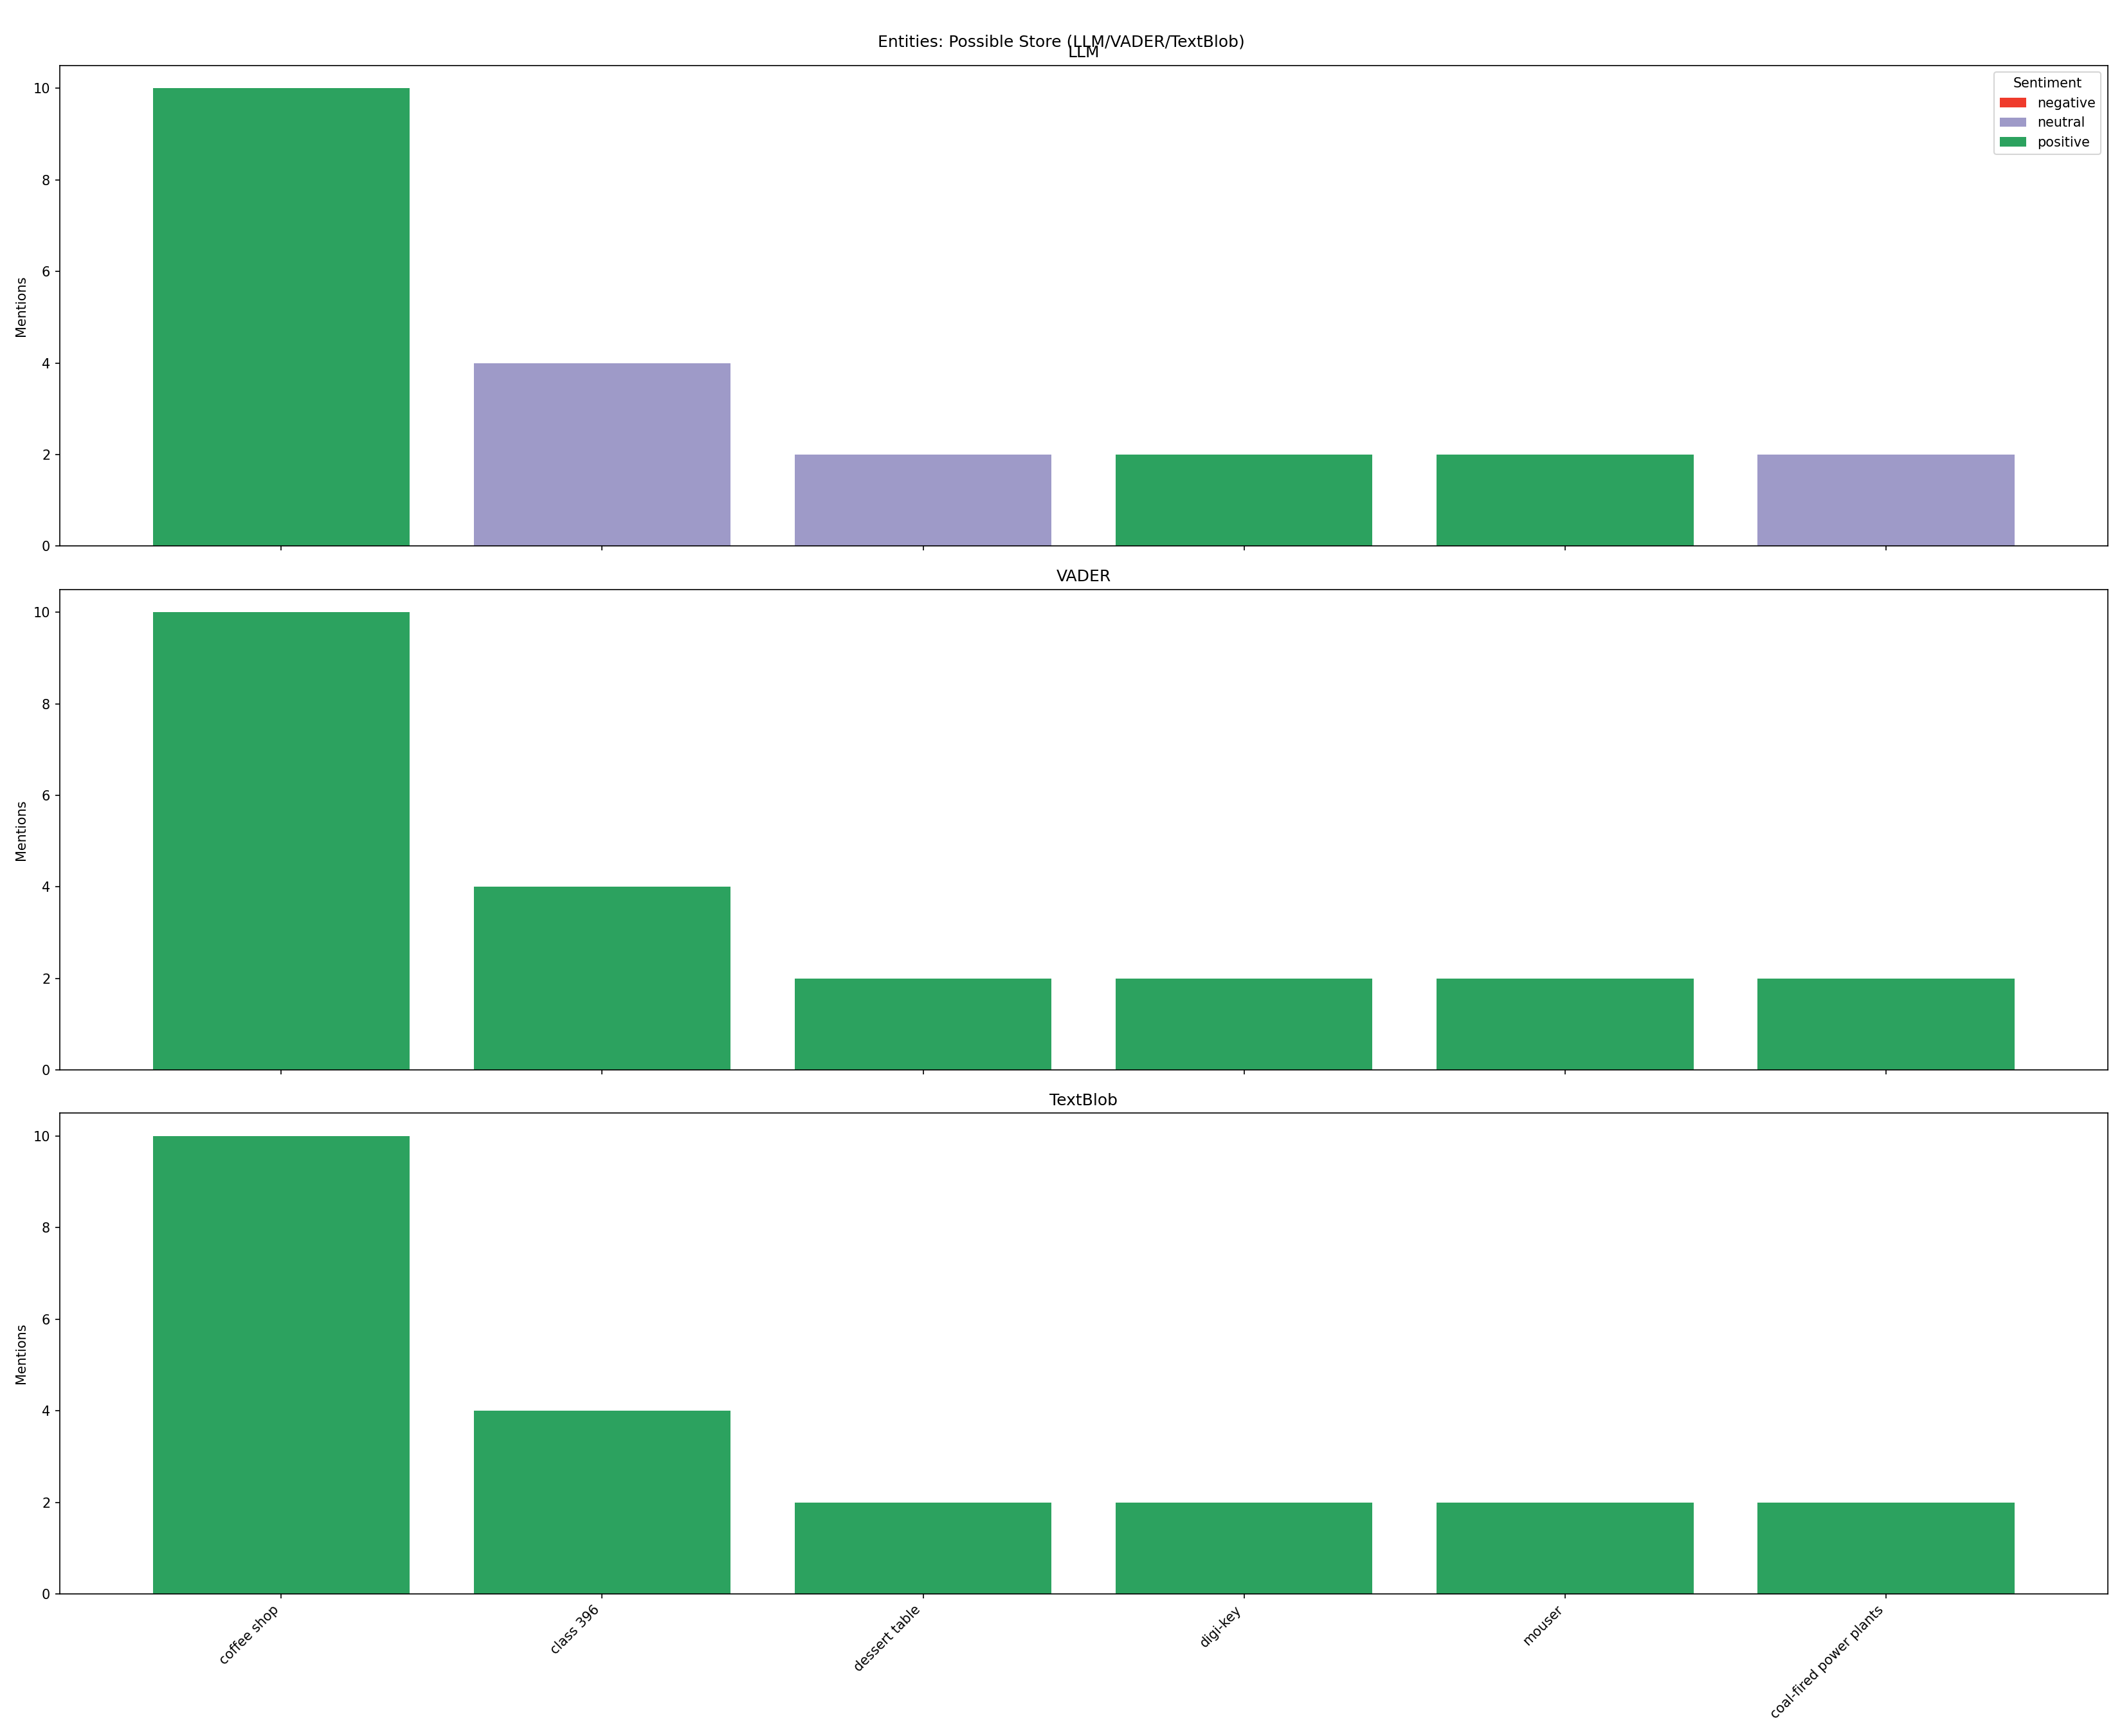 Entities: Possible Store (LLM/VADER/TextBlob)
LLM
Sentiment
negative
neutral
positive
Mentions
10
8
6
4
2
0
VADER
Mentions
10
8
6
4
2
0
TextBlob
Mentions
10
8
6
4
2
0
coffee shop
class 396
dessert table
digi-key
mouser
coal-fired power plants